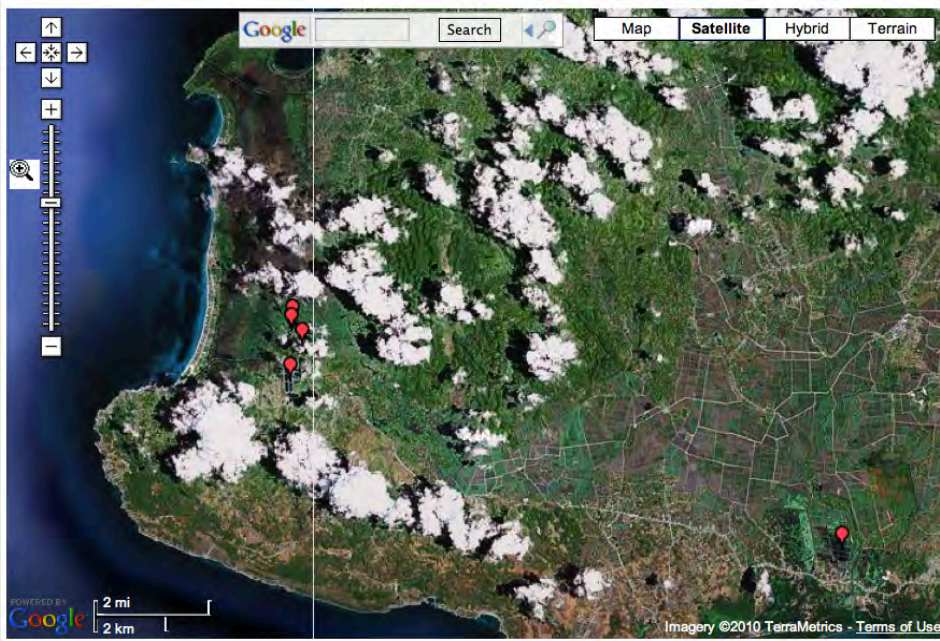 Google Search
Map Satellite Hybrid Terrain
2 mi
2 km
POWERED BY
Google
Imagery ©2010 TerraMetrics - Terms of Use